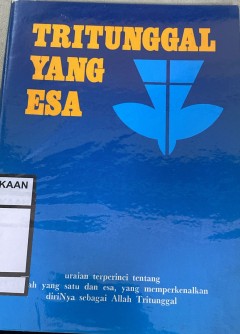 TRITUNGGAL
YANG
ESA
KAAN
uraian terperinci tentang
ah yang satu dan esa, yang memperkenalkan
diriNya sebagai Allah Tritunggal